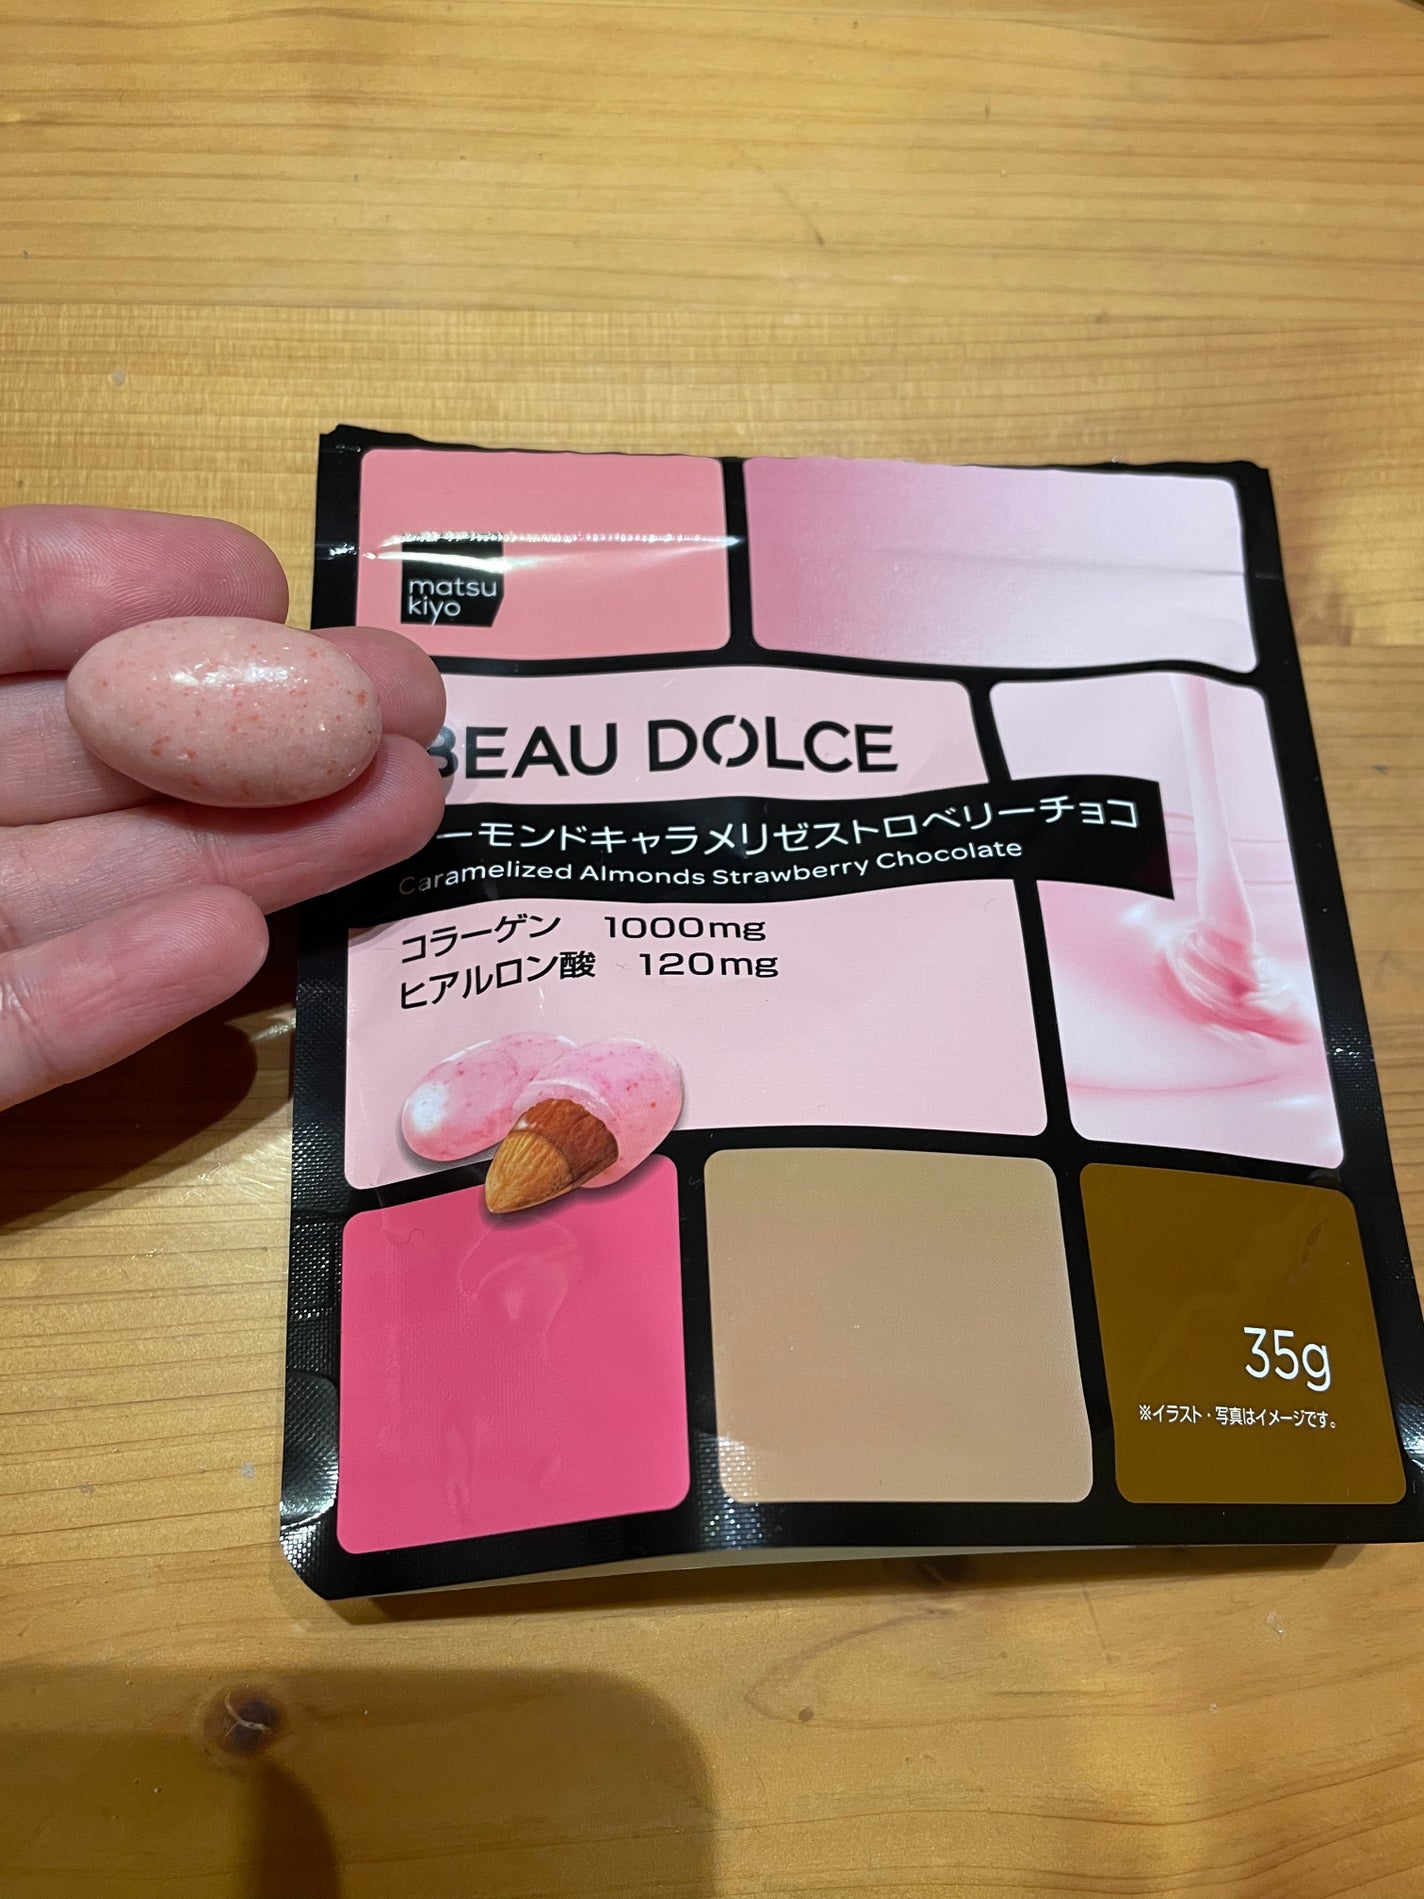 matsu
kiyo
BEAU DOLCE
ーモンドキャラメリゼストロベリーチョコ
Caramelized Almonds Strawberry Chocolate
コラーゲン 1000mg
ヒアルロン酸 120mg
35g
※イラスト・写真はイメージです。